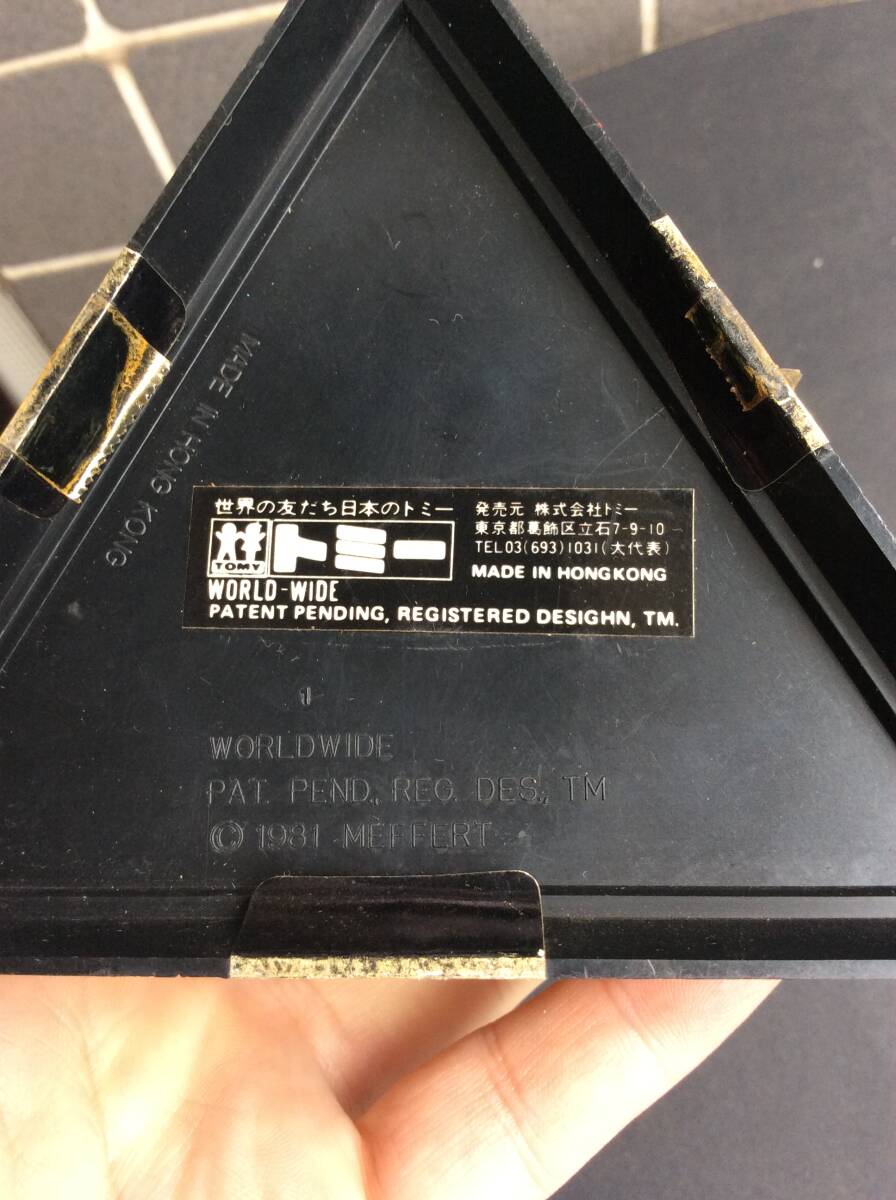 MADE IN HONG KONG
世界の友だち日本のトミー
TOMY
トミー
WORLD-WIDE
発売元 株式会社トミー
東京都葛飾区立石7-9-10
TEL03(693)1031(大代表)
MADE IN HONGKONG
PATENT PENDING, REGISTERED DESIGHN, TM.
1
WORLDWIDE
PAT. PEND., REG. DES., TM
© 1981 MÈFFERT